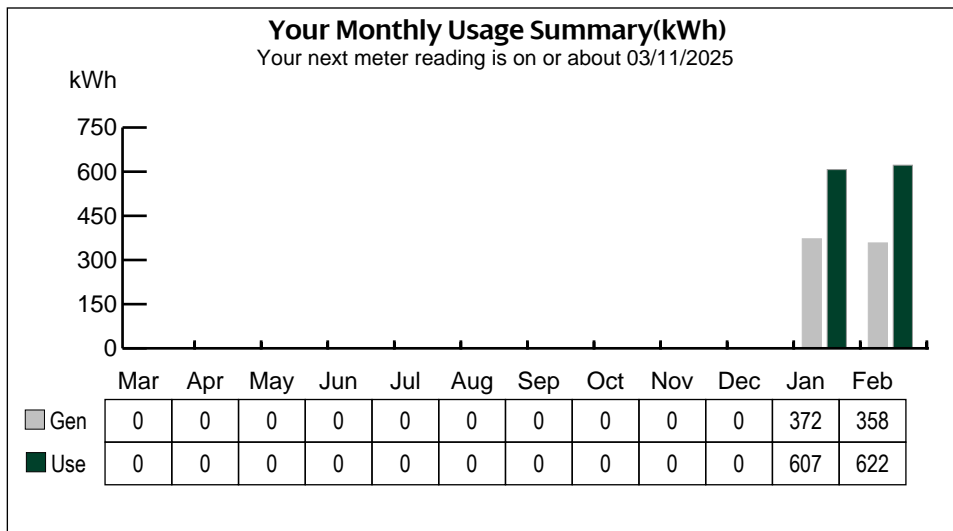 Your Monthly Usage Summary(kWh)
Your next meter reading is on or about 03/11/2025
kWh
750
600
450
300
150
0
Mar Apr May Jun Jul Aug Sep Oct Nov Dec Jan Feb
Gen 0 0 0 0 0 0 0 0 0 0 372 358
Use 0 0 0 0 0 0 0 0 0 0 607 622